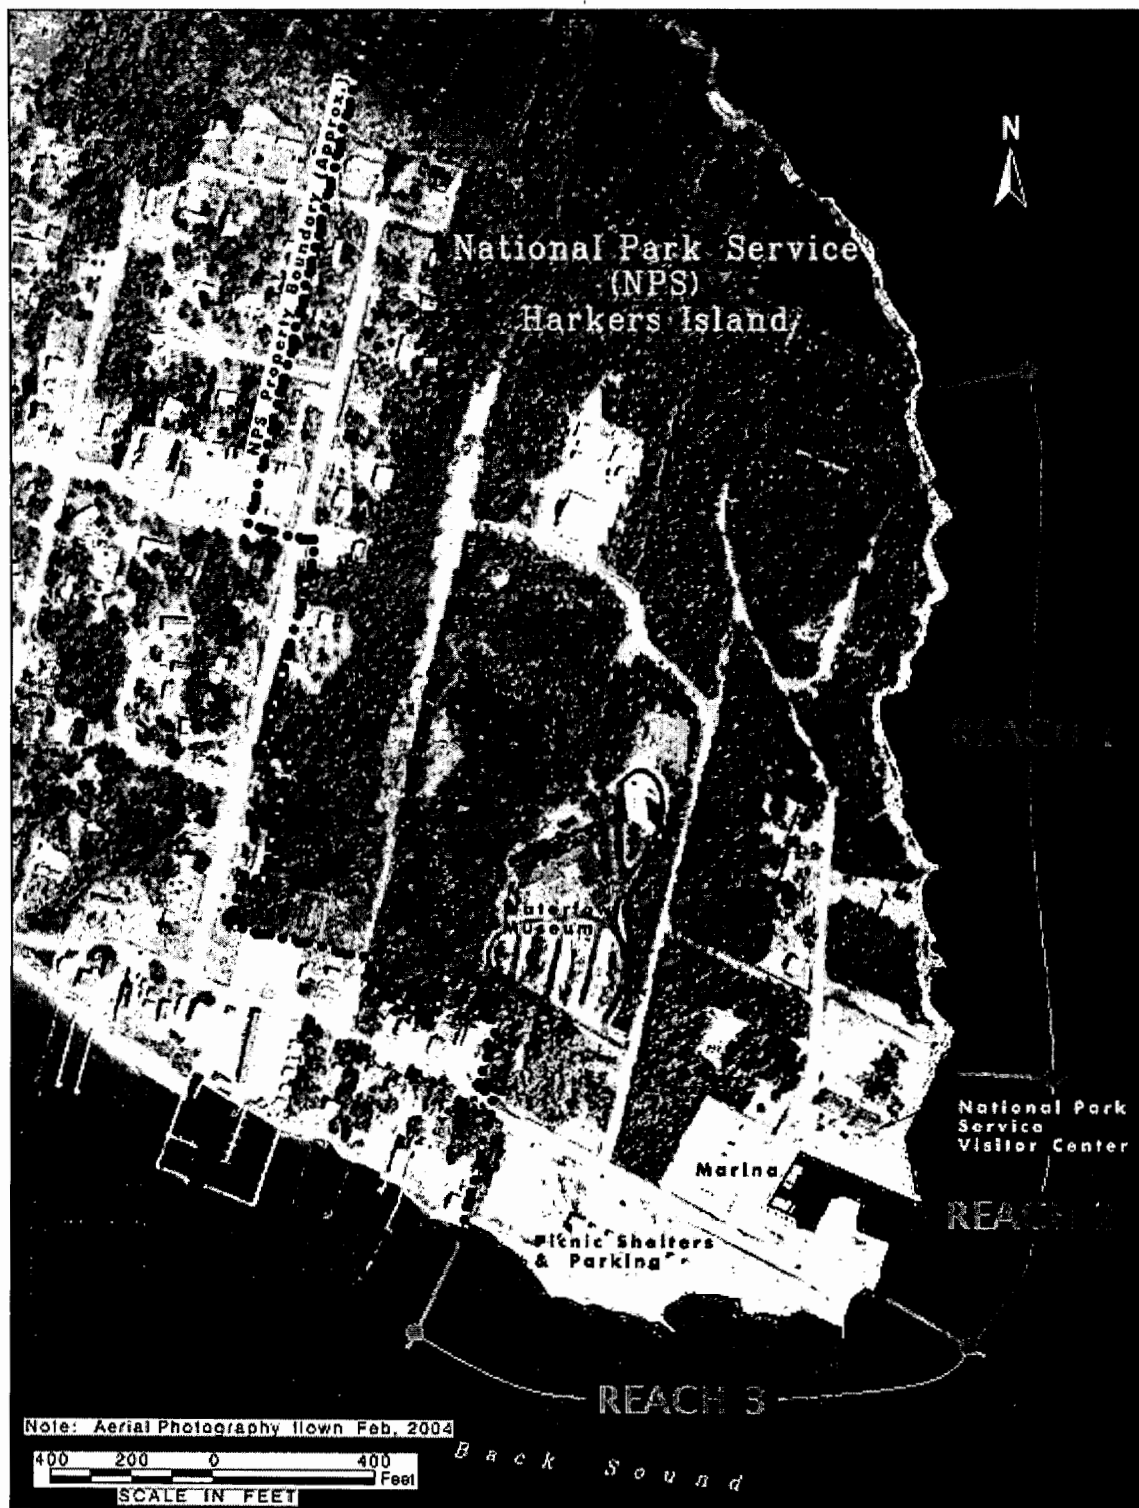 N
National Park Service
(NPS)
Harkers Island
NPS Property Boundary (Approx.)
REACH 1
Waterfowl
Museum
National Park
Service
Visitor Center
Marina
REACH 2
Picnic Shelters
& Parking
REACH 3
Note: Aerial Photography flown Feb. 2004
400 200 0 400
Feet
SCALE IN FEET
Back Sound